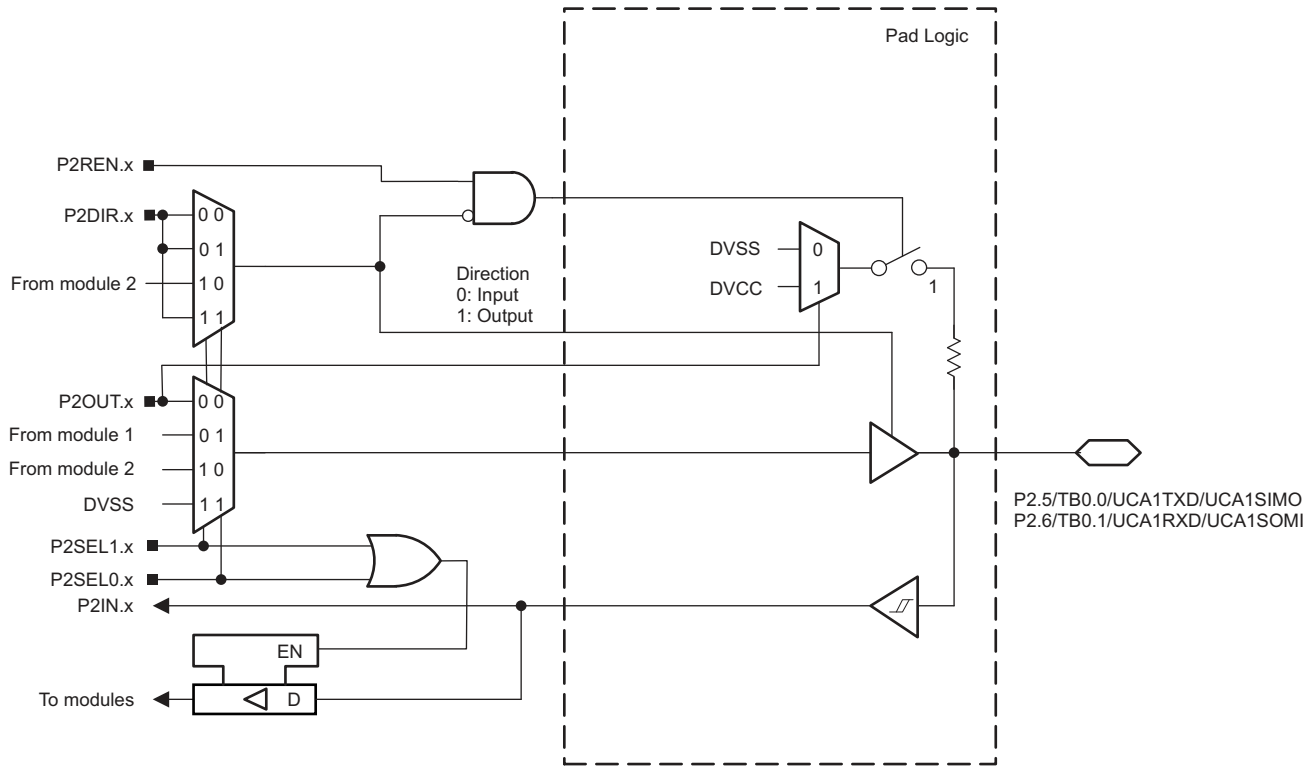 Pad Logic
P2REN.x
P2DIR.x
0 0
0 1
From module 2
1 0
1 1
Direction
0: Input
1: Output
DVSS
0
DVCC
1
1
P2OUT.x
0 0
From module 1
0 1
From module 2
1 0
DVSS
1 1
P2SEL1.x
P2SEL0.x
P2IN.x
EN
To modules
D
P2.5/TB0.0/UCA1TXD/UCA1SIMO
P2.6/TB0.1/UCA1RXD/UCA1SOMI